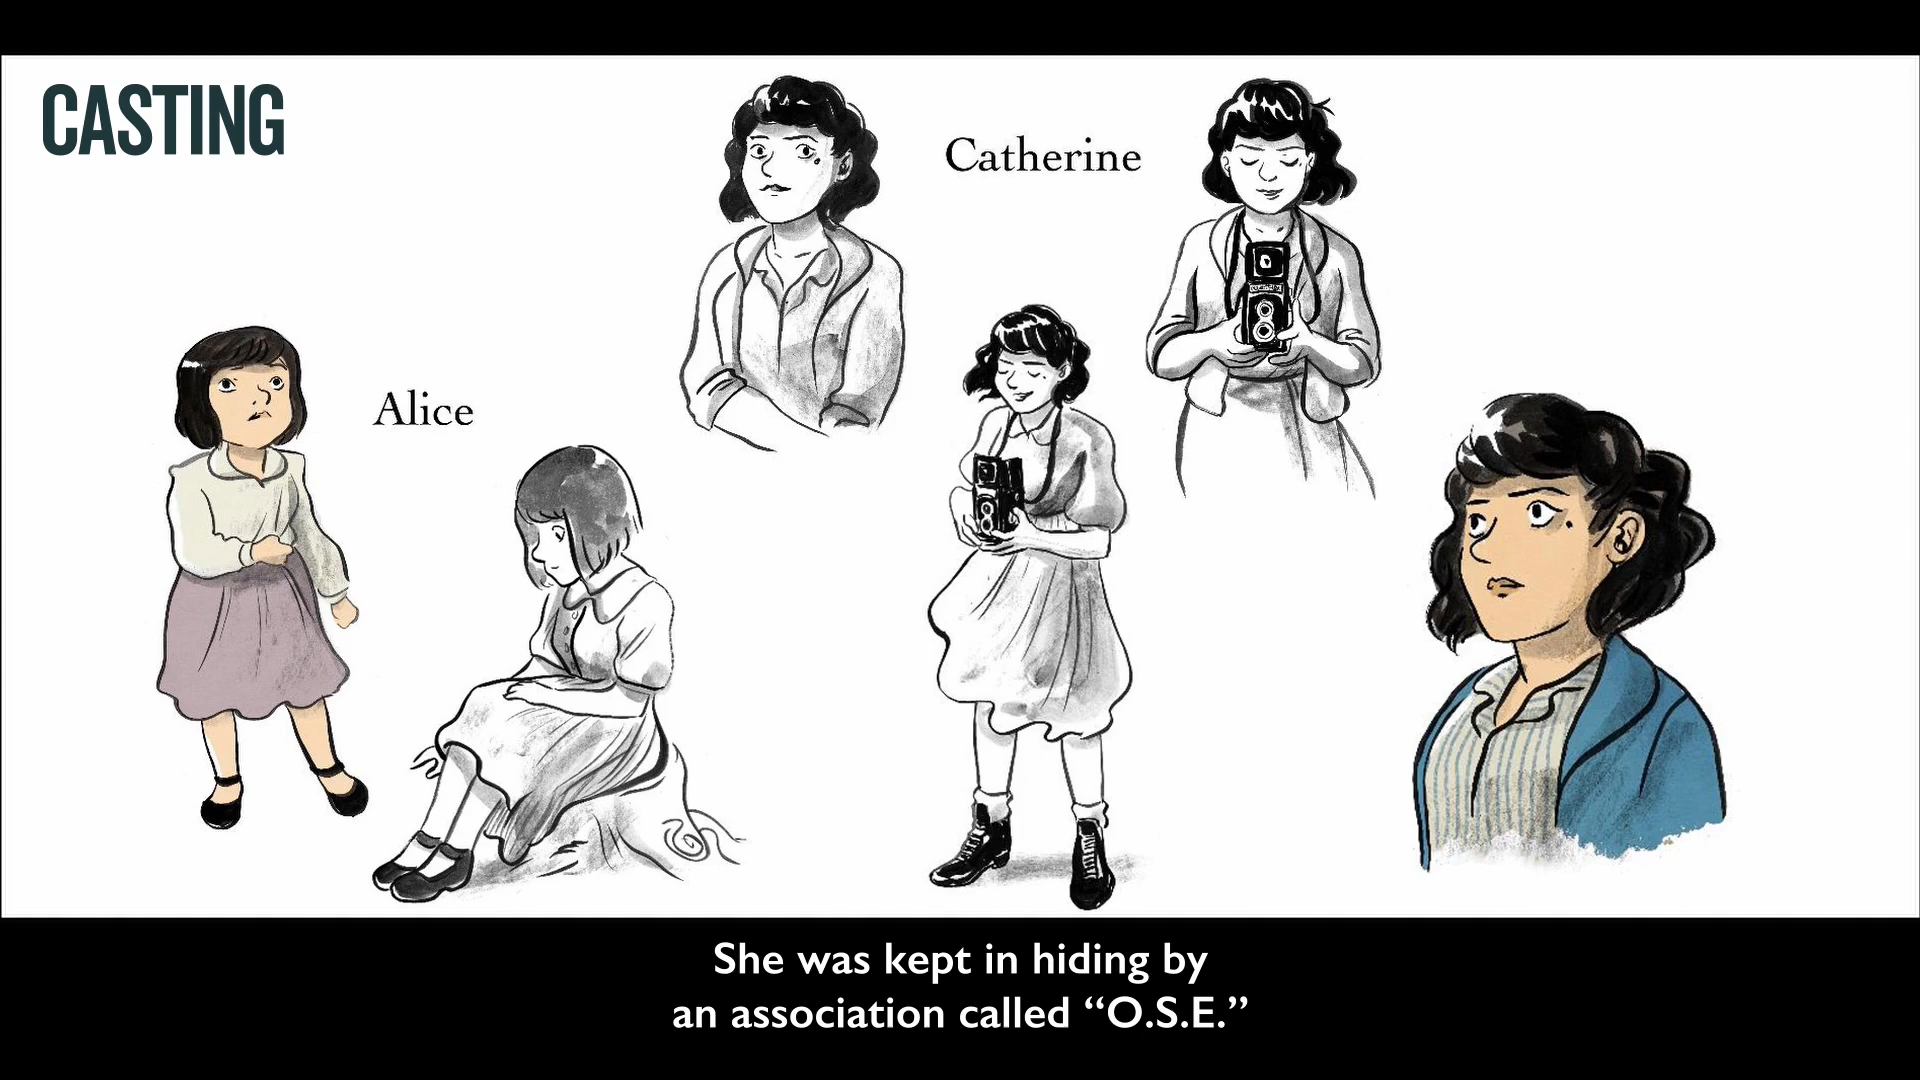 CASTING
Catherine
Alice
She was kept in hiding by
an association called “O.S.E.”